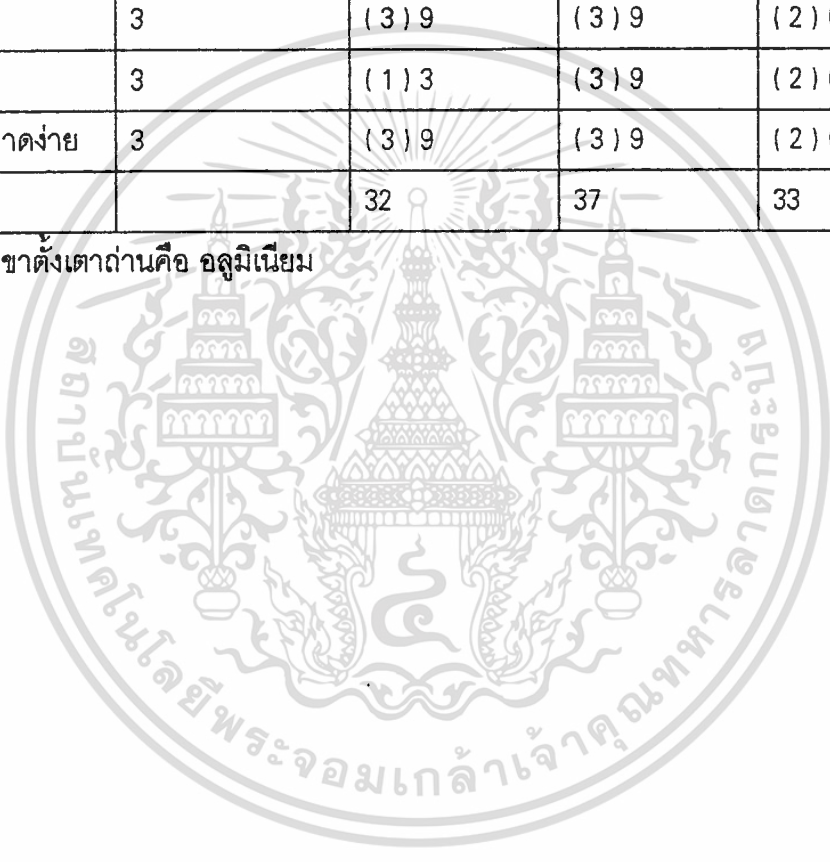 3 (3)9 (3)9 (2)
3 (1)3 (3)9 (2)
าดง่าย 3 (3)9 (3)9 (2)
32 37 33
ขาตั้งเตาถ่านคือ อลูมิเนียม
สถาบันเทคโนโลยีพระจอมเกล้าเจ้าคุณทหารลาดกระบัง